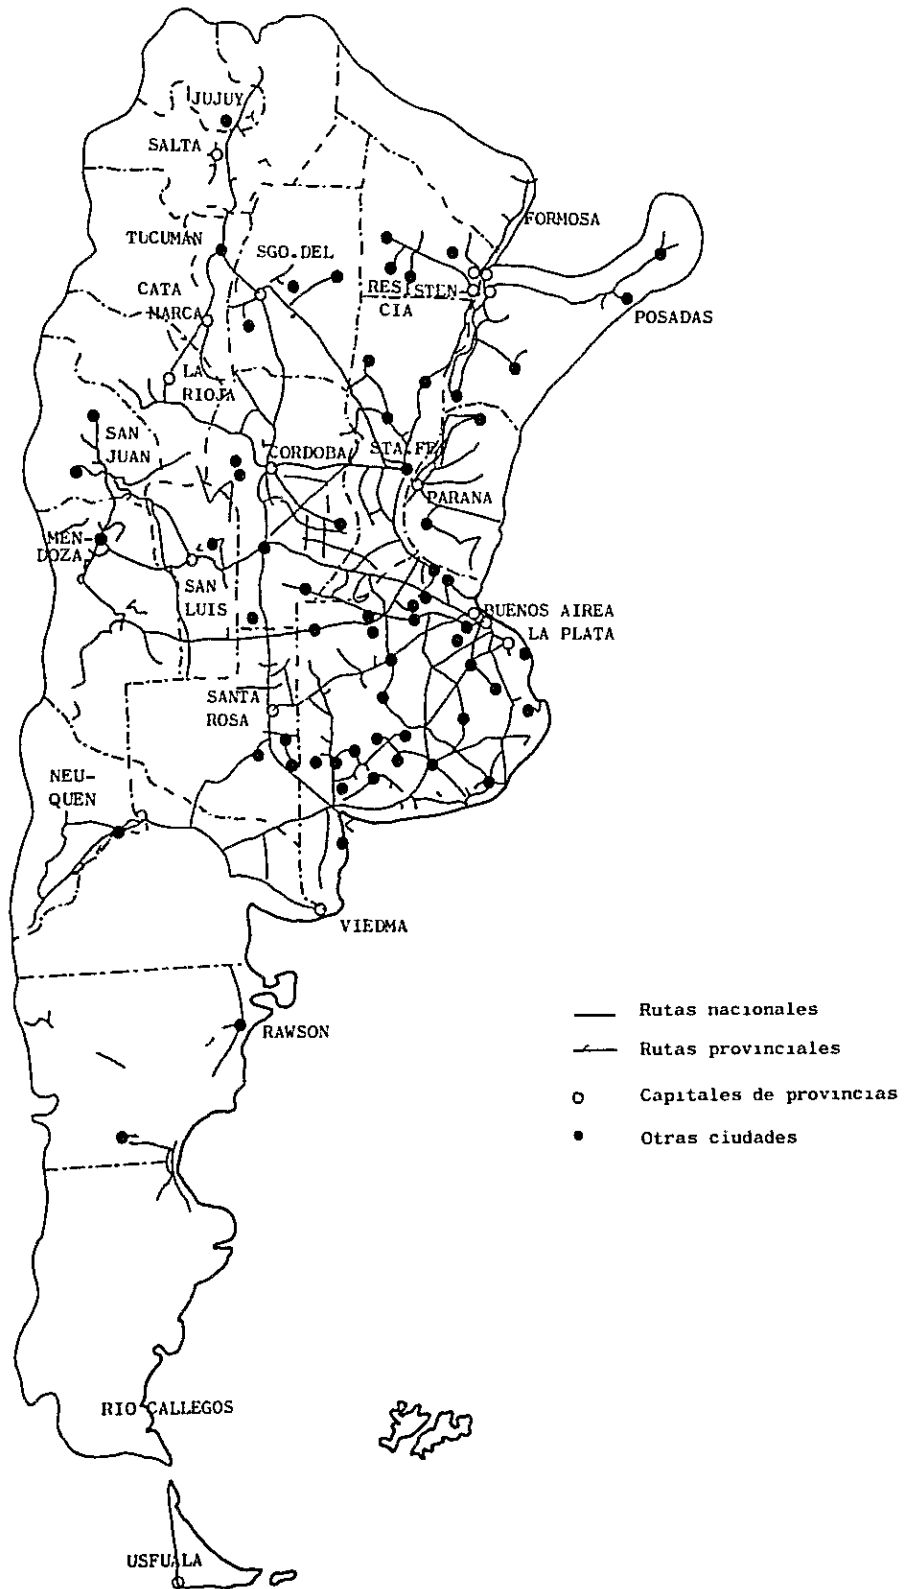 JUJUY
SALTA
FORMOSA
TUCUMAN
SGO.DEL
CATA
MARCA
RESISTEN-
CIA
POSADAS
LA
RIOJA
SAN
JUAN
CORDOBA
STA.FE
PARANA
MEN-
DOZA
SAN
LUIS
BUENOS AIREA
LA PLATA
SANTA
ROSA
NEU-
QUEN
VIEDMA
RAWSON
Rutas nacionales
Rutas provinciales
Capitales de provincias
Otras ciudades
RIO CALLEGOS
USFUALA